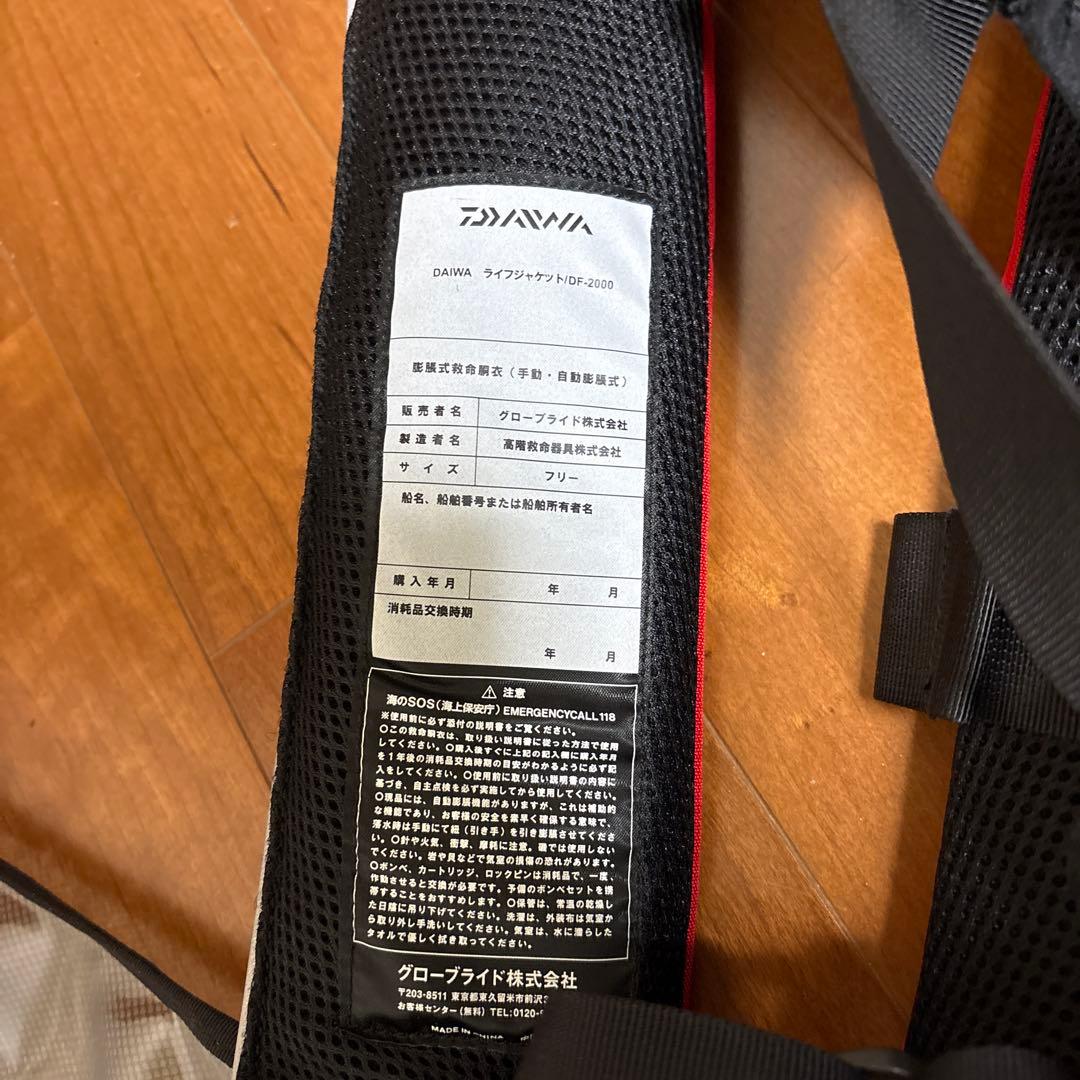 DAIWA
DAIWA ライフジャケット/DF-2000
膨脹式救命胴衣（手動・自動膨脹式）
販売者名 グローブライド株式会社
製造者名 高階救命器具株式会社
サイズ フリー
船名、船舶番号または船舶所有者名
購入年月 年 月
消耗品交換時期
年 月
⚠ 注意
海のSOS(海上保安庁)EMERGENCYCALL118
※使用前に必ず添付の説明書をご覧ください。
○この救命胴衣は、取り扱い説明書に従った方法で使用
してください。○購入後すぐに上記の記入欄に購入年月
を1年後の消耗品交換時期の目安がわかるように必ず記
入をしてください。○使用前に取り扱い説明書の内容に
基づき、自主点検を必ず実施してから使用してください。
○現品には、自動膨脹機能がありますが、これは補助的
な機能であり、お客様の安全を素早く確保する意味で、
落水時は手動にて紐（引き手）を引き膨脹させてくださ
い。○針や火気、衝撃、摩耗に注意。磯では使用しない
でください。岩や貝などで気室の損傷の恐れがあります。
○ボンベ、カートリッジ、ロックピンは消耗品で、一度、
作動させると交換が必要です。予備のボンベセットを携
帯することをおすすめします。○保管は、常温の乾燥し
た日陰に吊り下げてください。洗濯は、外装布は気室か
ら取り外し手洗いしてください。気室は、水に濡らした
タオルで優しく拭き取ってください。
グローブライド株式会社
〒203-8511 東京都東久留米市前沢
お客様センター(無料) TEL:0120-
MADE IN CHINA